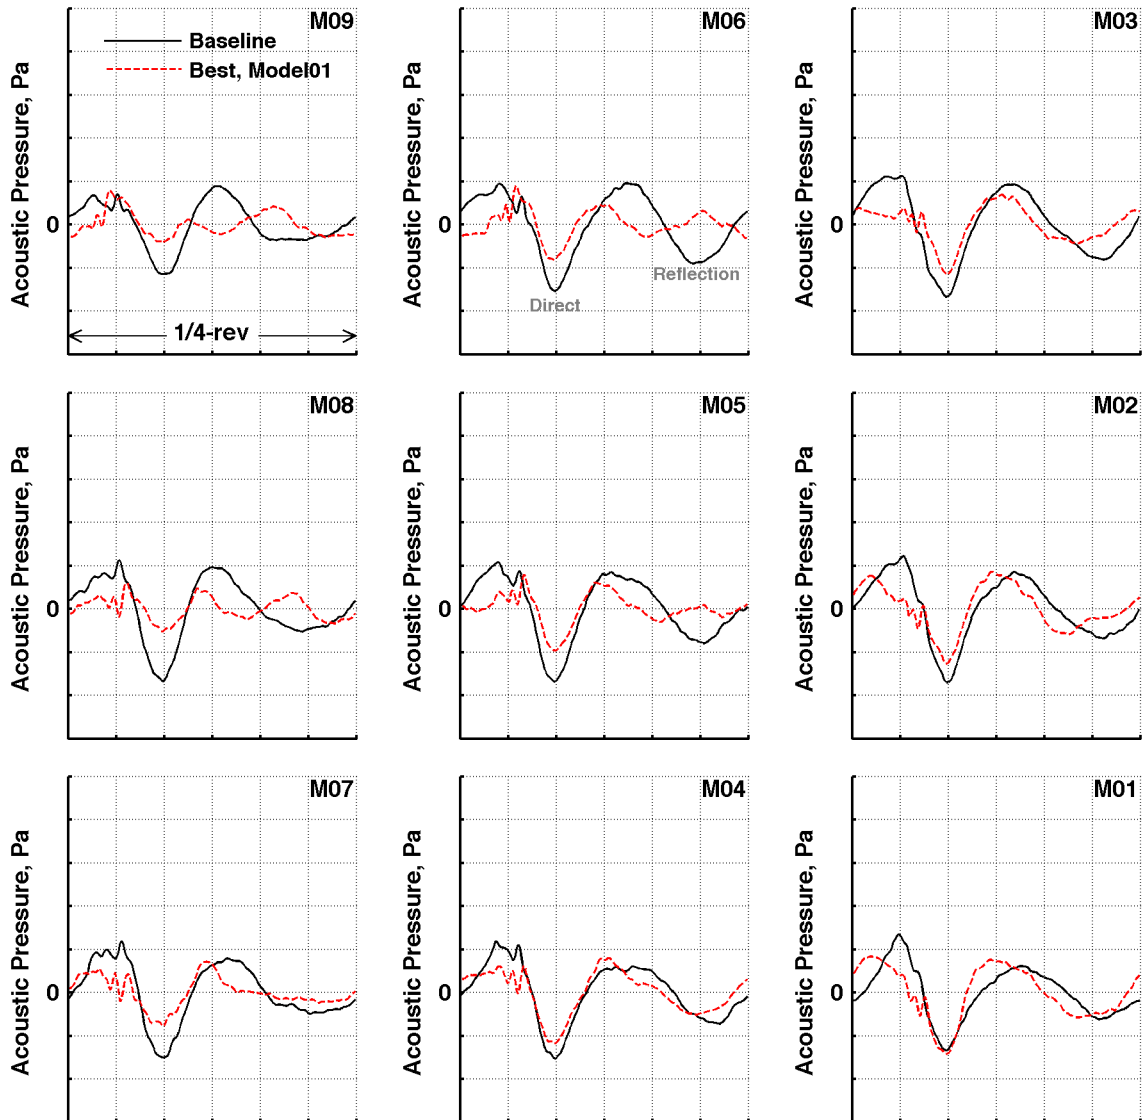 M09
Baseline
Best, Model01
Acoustic Pressure, Pa
0
1/4-rev
M06
Acoustic Pressure, Pa
0
Direct
Reflection
M03
Acoustic Pressure, Pa
0
M08
Acoustic Pressure, Pa
0
M05
Acoustic Pressure, Pa
0
M02
Acoustic Pressure, Pa
0
M07
Acoustic Pressure, Pa
0
M04
Acoustic Pressure, Pa
0
M01
Acoustic Pressure, Pa
0